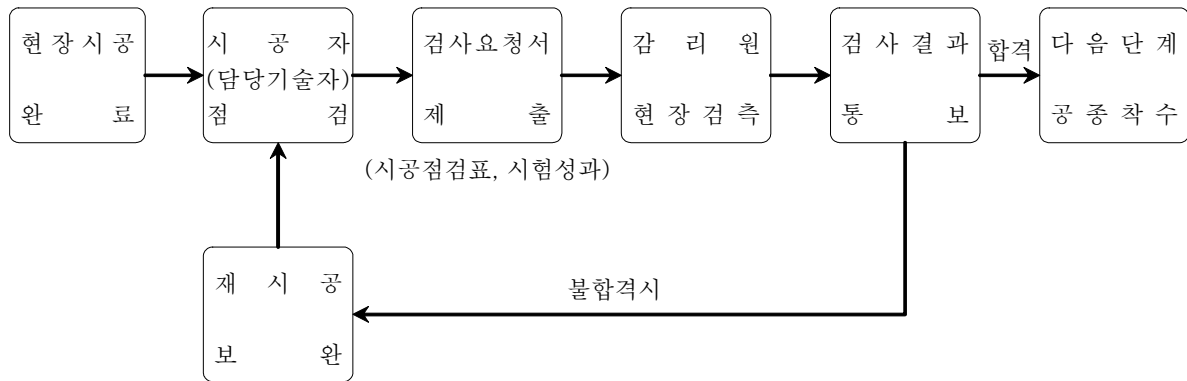 현장시공
완료
시공자
(담당기술자)
점검
검사요청서
제출
(시공점검표, 시험성과)
감리원
현장검측
검사결과
통보
합격
다음단계
공종착수
불합격시
재시공
보완